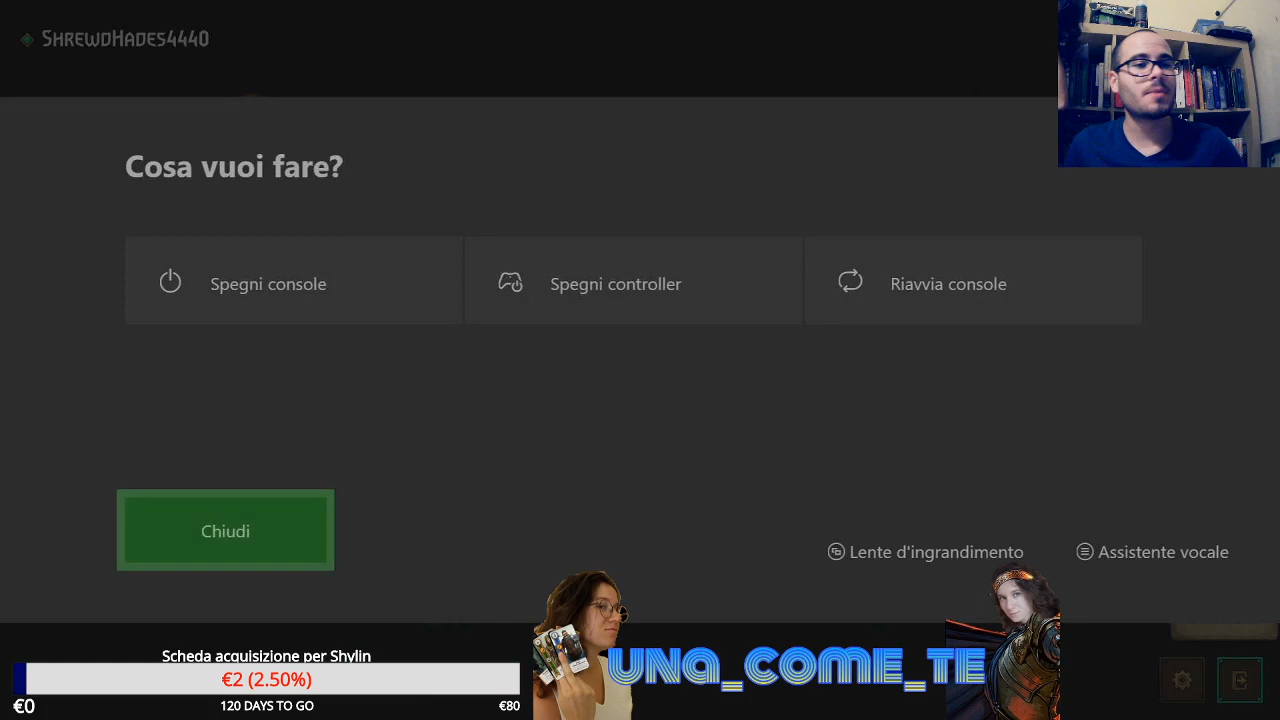 ShrewdHades4440
Cosa vuoi fare?
Spegni console
Spegni controller
Riavvia console
Chiudi
Lente d'ingrandimento
Assistente vocale
Scheda acquisizione per Shylin
€2 (2.50%)
€0
120 DAYS TO GO
€80
UNA_COME_TE